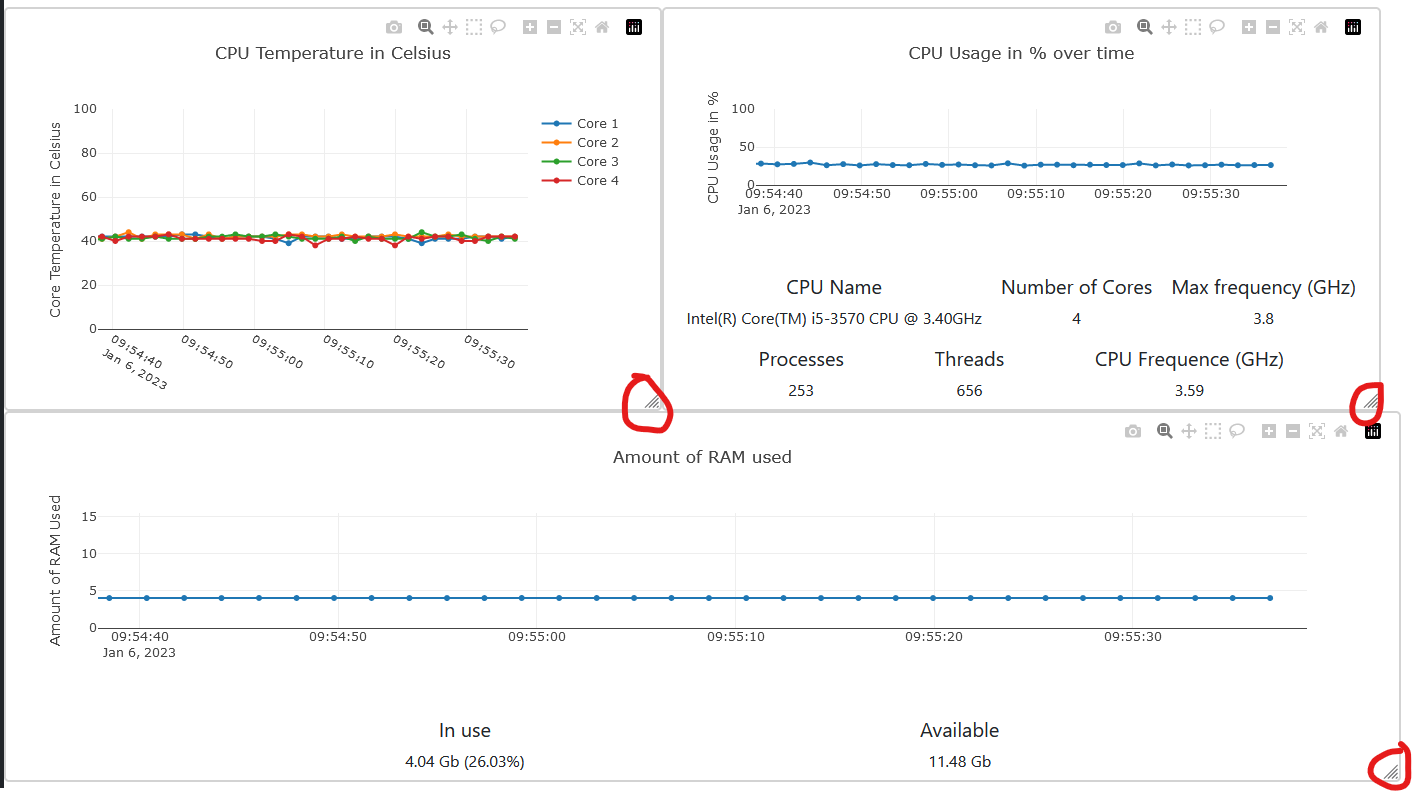 CPU Temperature in Celsius
Core Temperature in Celsius
100
80
60
40
20
0
09:54:40
Jan 6, 2023
09:54:50
09:55:00
09:55:10
09:55:20
09:55:30
Core 1
Core 2
Core 3
Core 4
CPU Usage in % over time
CPU Usage in %
100
50
0
09:54:40
Jan 6, 2023
09:54:50
09:55:00
09:55:10
09:55:20
09:55:30
CPU Name Number of Cores Max frequency (GHz)
Intel(R) Core(TM) i5-3570 CPU @ 3.40GHz 4 3.8
Processes Threads CPU Frequence (GHz)
253 656 3.59
Amount of RAM used
Amount of RAM Used
15
10
5
0
09:54:40
Jan 6, 2023
09:54:50
09:55:00
09:55:10
09:55:20
09:55:30
In use Available
4.04 Gb (26.03%) 11.48 Gb